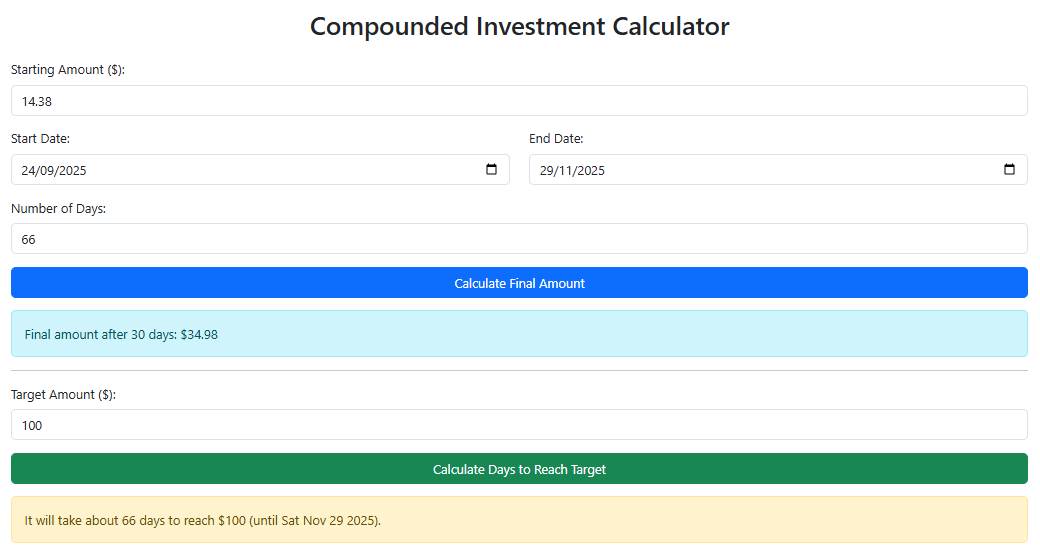 Compounded Investment Calculator
Starting Amount ($):
14.38
Start Date: End Date:
24/09/2025 29/11/2025
Number of Days:
66
Calculate Final Amount
Final amount after 30 days: $34.98
Target Amount ($):
100
Calculate Days to Reach Target
It will take about 66 days to reach $100 (until Sat Nov 29 2025).